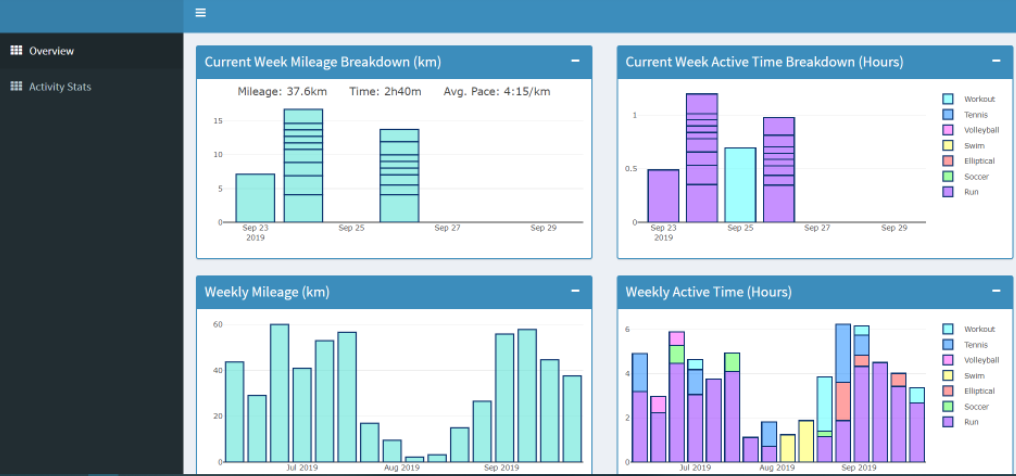 Overview
Activity Stats
Current Week Mileage Breakdown (km)
Mileage: 37.6km Time: 2h40m Avg. Pace: 4:15/km
15
10
5
0
Sep 23
2019
Sep 25
Sep 27
Sep 29
Current Week Active Time Breakdown (Hours)
1
0.5
0
Sep 23
2019
Sep 25
Sep 27
Sep 29
Workout
Tennis
Volleyball
Swim
Elliptical
Soccer
Run
Weekly Mileage (km)
60
40
20
0
Jul 2019
Aug 2019
Sep 2019
Weekly Active Time (Hours)
6
4
2
0
Jul 2019
Aug 2019
Sep 2019
Workout
Tennis
Volleyball
Swim
Elliptical
Soccer
Run